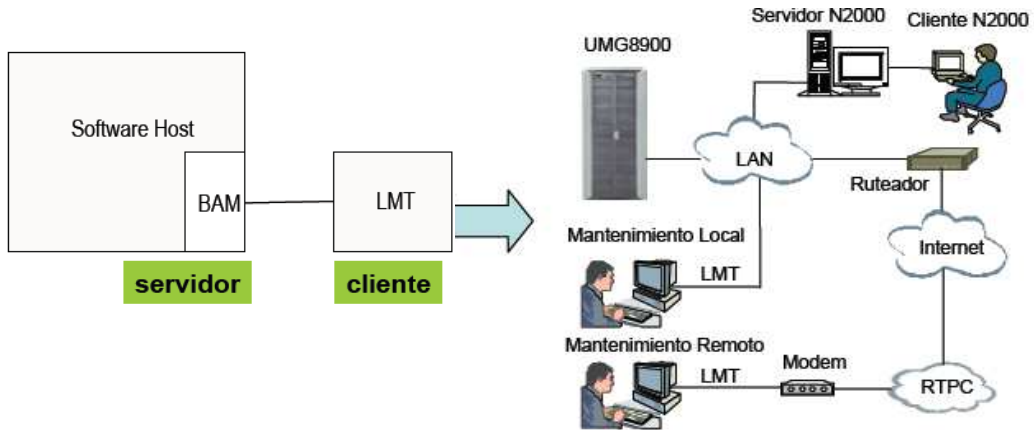 Software Host
BAM
LMT
servidor
cliente
Servidor N2000
Cliente N2000
UMG8900
LAN
Ruteador
Internet
Mantenimiento Local
LMT
Mantenimiento Remoto
LMT
Modem
RTPC